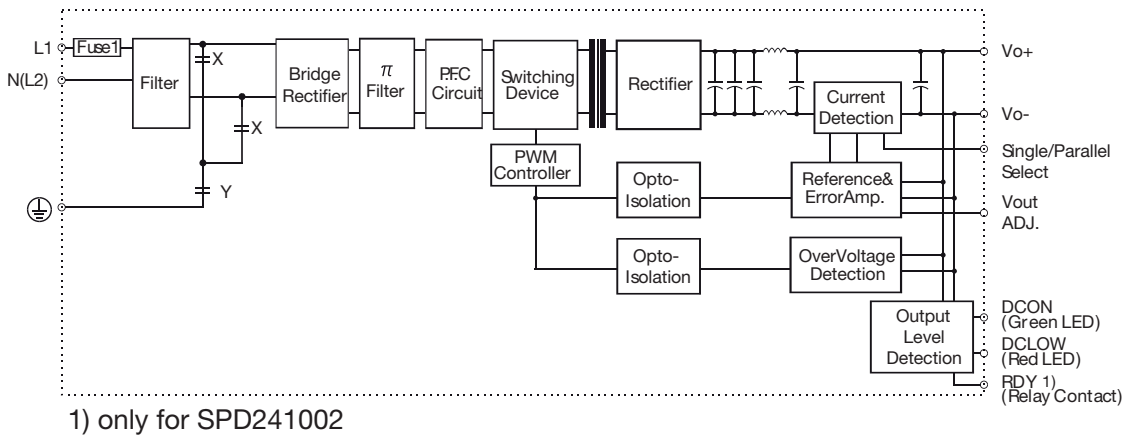 L1
Fuse1
N(L2)
Filter
X
X
Y
Bridge
Rectifier
π
Filter
P.F.C
Circuit
Switching
Device
PWM
Controller
Rectifier
Opto-
Isolation
Opto-
Isolation
Current
Detection
Reference&
ErrorAmp.
OverVoltage
Detection
Output
Level
Detection
Vo+
Vo-
Single/Parallel
Select
Vout
ADJ.
DCON
(Green LED)
DCLOW
(Red LED)
RDY 1)
(Relay Contact)
1) only for SPD241002